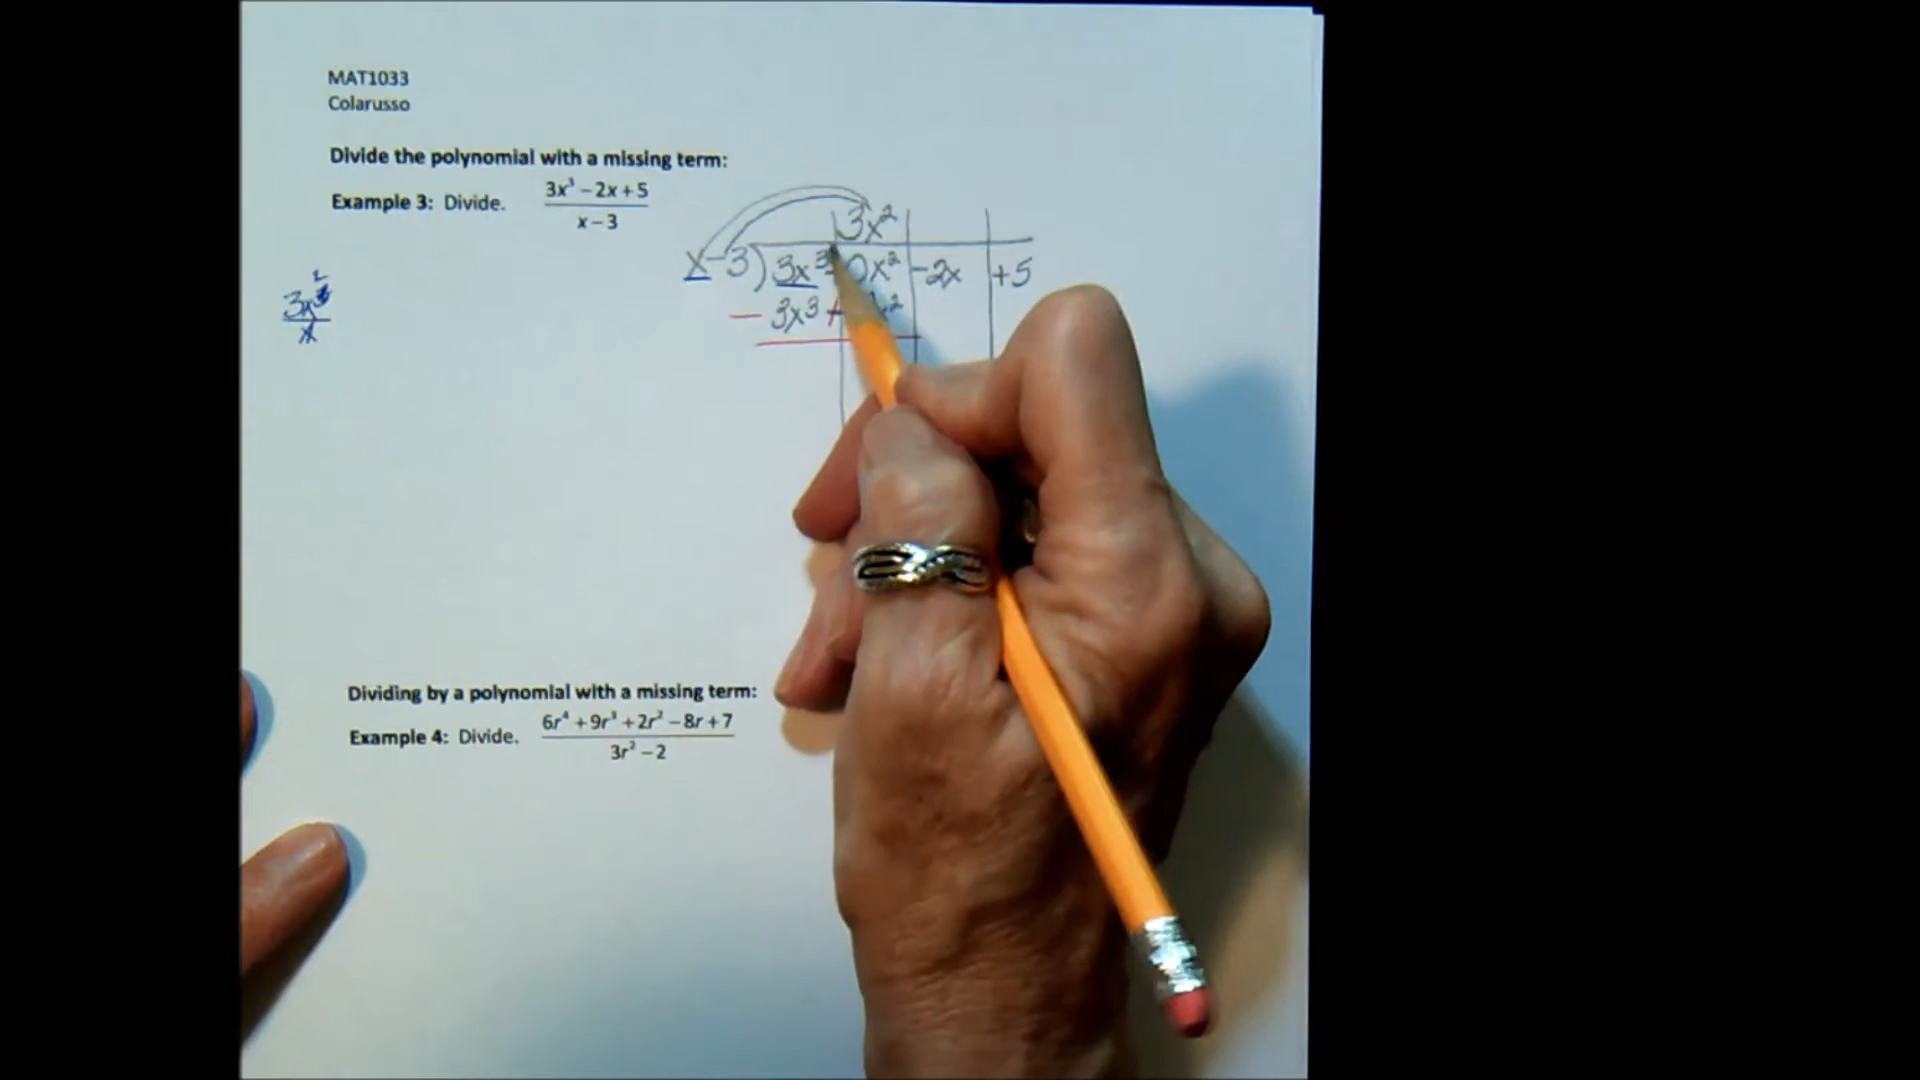 MAT1033
Colarusso
Divide the polynomial with a missing term:
Example 3: Divide. 3x³ – 2x + 5
x – 3
3x²
x-3)3x³ 0x² -2x +5
- 3x³ + ²
3x³ 2
x
Dividing by a polynomial with a missing term:
Example 4: Divide. 6r⁴ + 9r³ + 2r² – 8r + 7
3r² – 2